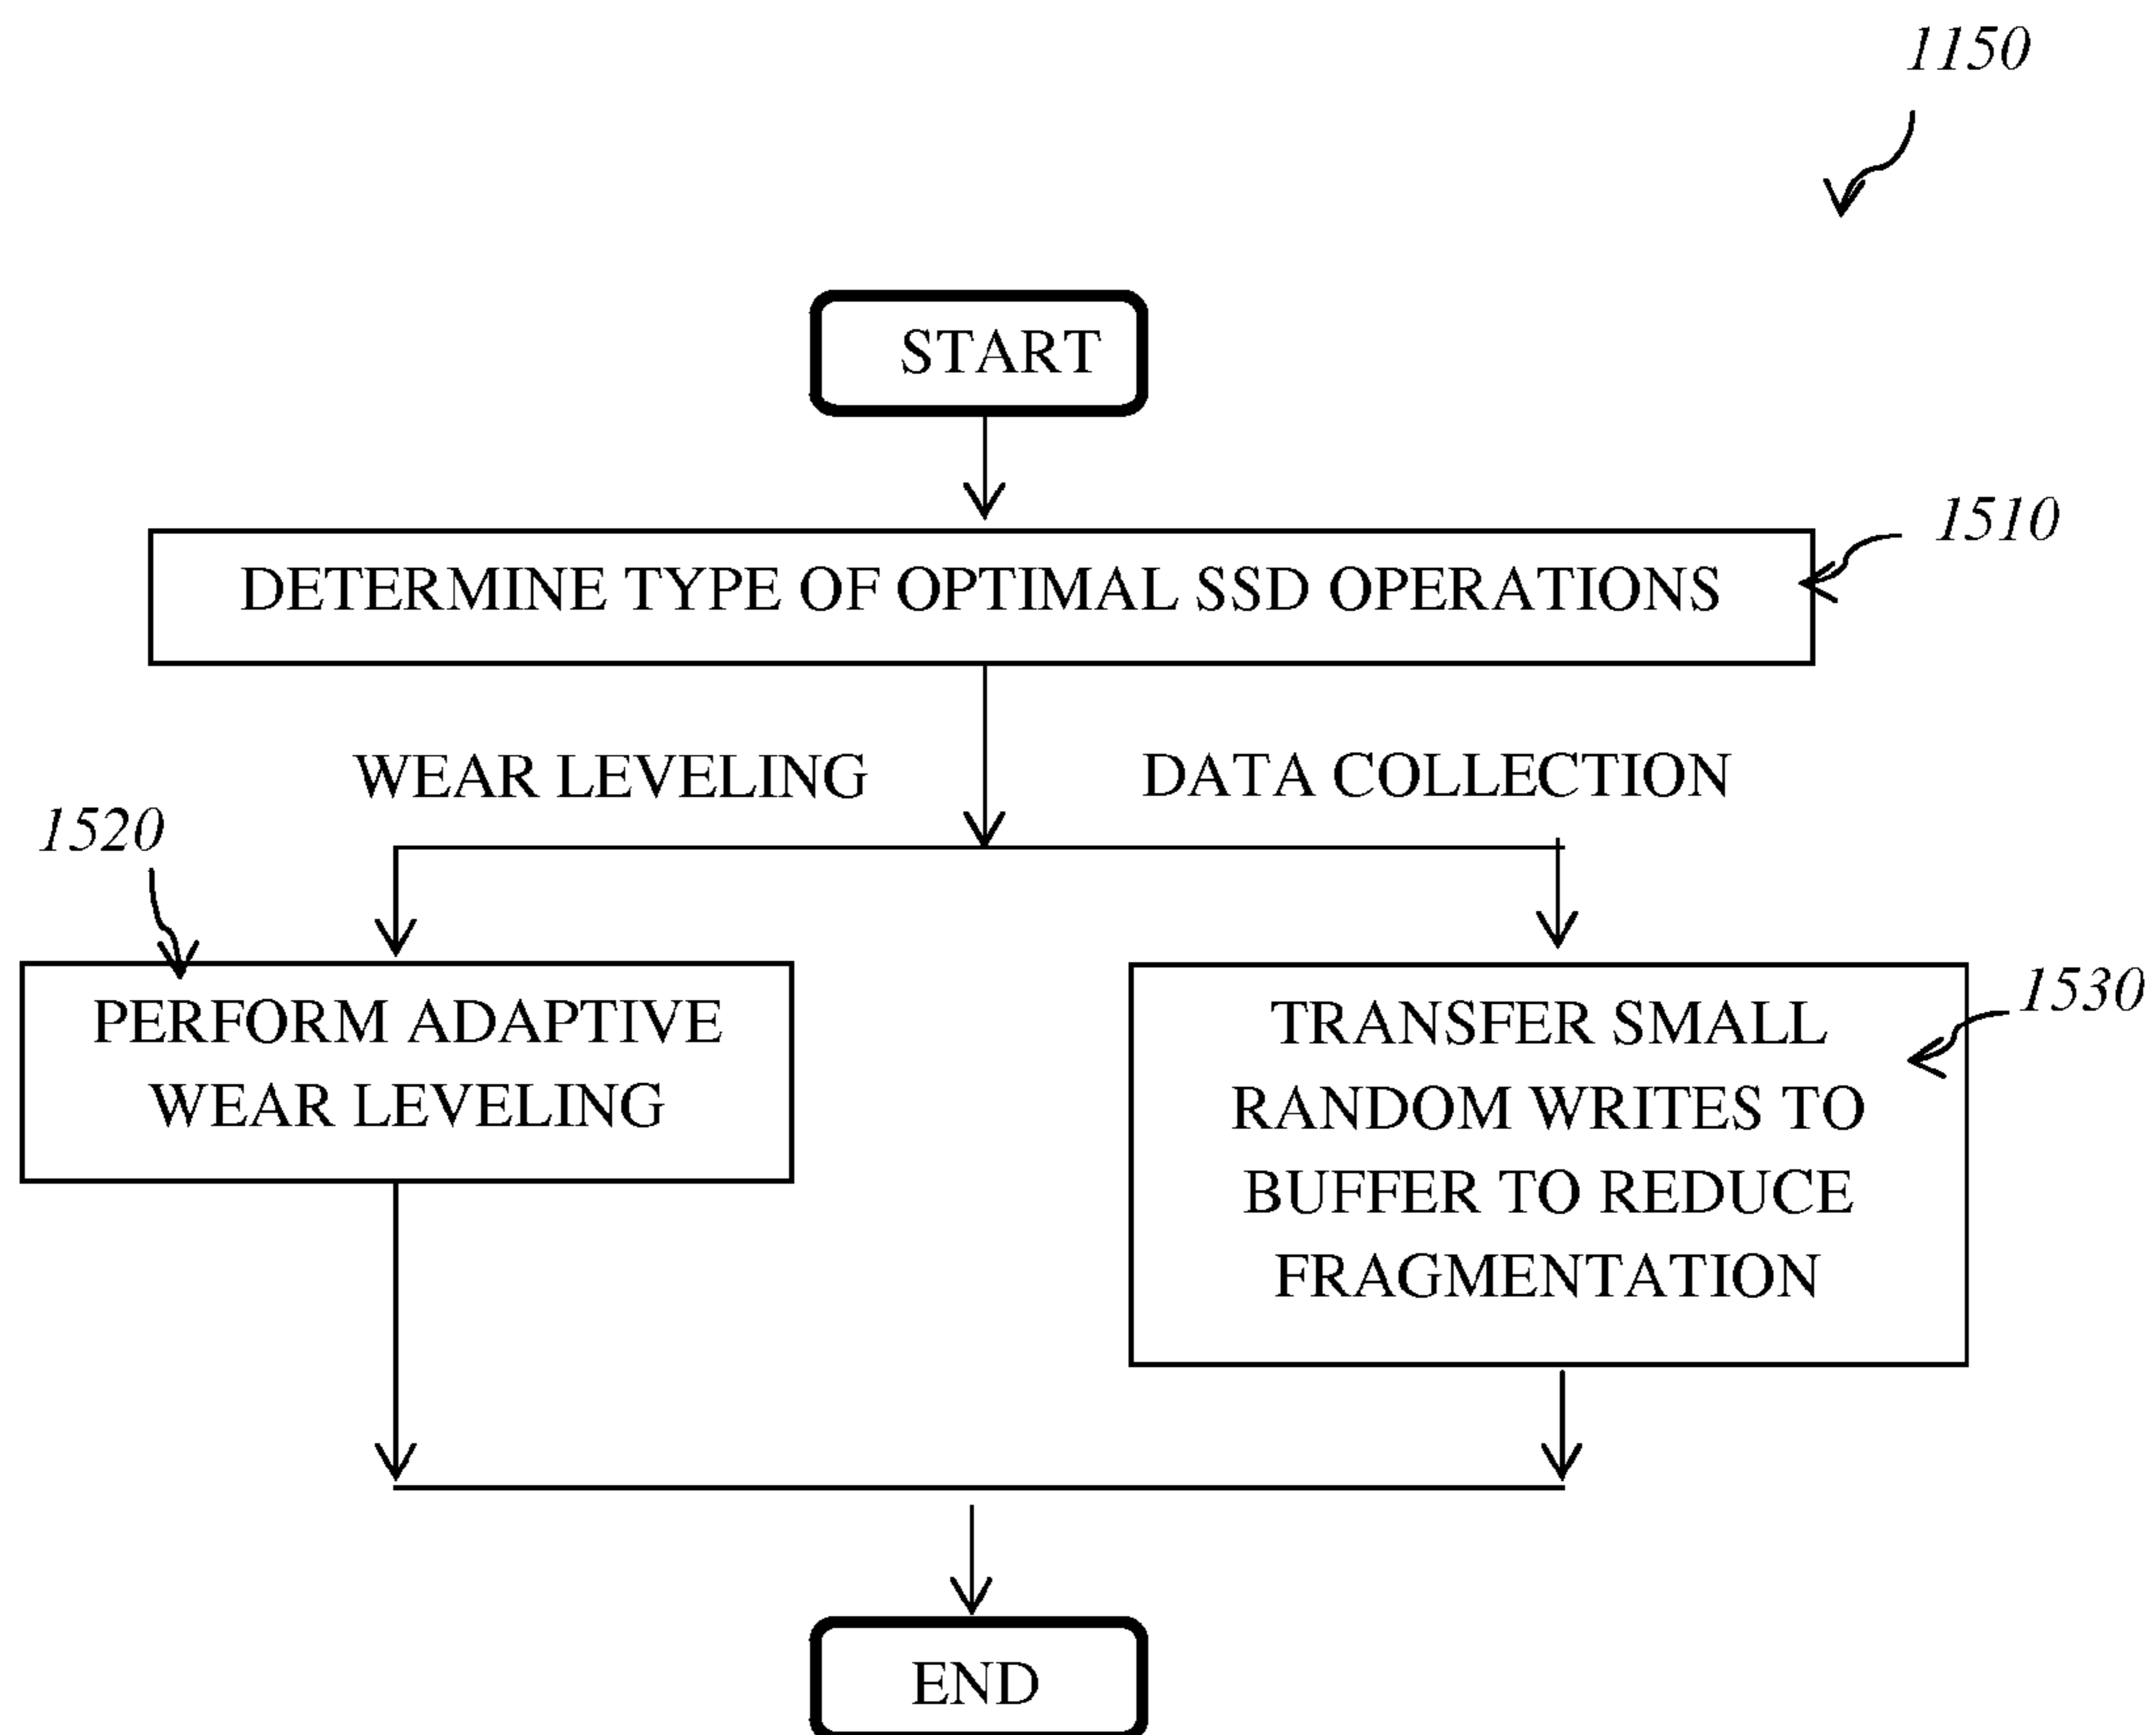 1150
START
1510
DETERMINE TYPE OF OPTIMAL SSD OPERATIONS
WEAR LEVELING
DATA COLLECTION
1520
1530
PERFORM ADAPTIVE
WEAR LEVELING
TRANSFER SMALL
RANDOM WRITES TO
BUFFER TO REDUCE
FRAGMENTATION
END